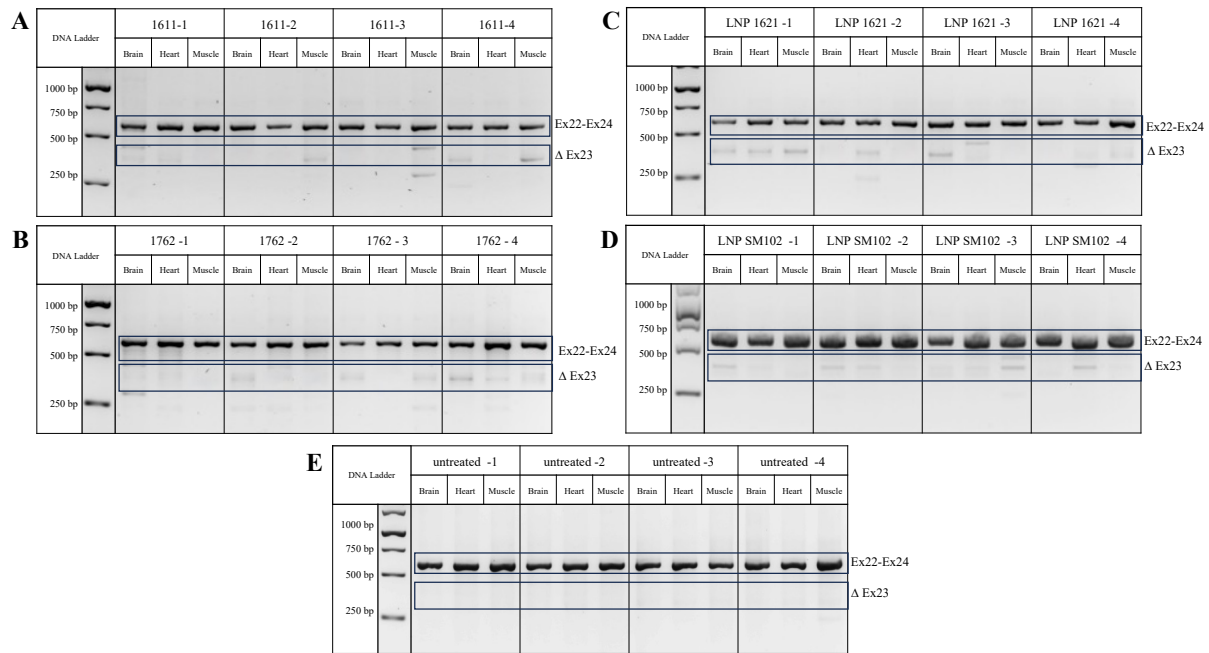 A
DNA Ladder
1611-1 1611-2 1611-3 1611-4
Brain Heart Muscle Brain Heart Muscle Brain Heart Muscle Brain Heart Muscle
1000 bp
750 bp
500 bp
250 bp
Ex22-Ex24
Δ Ex23
B
DNA Ladder
1762 -1 1762 -2 1762 - 3 1762 - 4
Brain Heart Muscle Brain Heart Muscle Brain Heart Muscle Brain Heart Muscle
1000 bp
750 bp
500 bp
250 bp
Ex22-Ex24
Δ Ex23
C
DNA Ladder
LNP 1621 -1 LNP 1621 -2 LNP 1621 -3 LNP 1621 -4
Brain Heart Muscle Brain Heart Muscle Brain Heart Muscle Brain Heart Muscle
1000 bp
750 bp
500 bp
250 bp
Ex22-Ex24
Δ Ex23
D
DNA Ladder
LNP SM102 -1 LNP SM102 -2 LNP SM102 -3 LNP SM102 -4
Brain Heart Muscle Brain Heart Muscle Brain Heart Muscle Brain Heart Muscle
1000 bp
750 bp
500 bp
250 bp
Ex22-Ex24
Δ Ex23
E
DNA Ladder
untreated -1 untreated -2 untreated -3 untreated -4
Brain Heart Muscle Brain Heart Muscle Brain Heart Muscle Brain Heart Muscle
1000 bp
750 bp
500 bp
250 bp
Ex22-Ex24
Δ Ex23